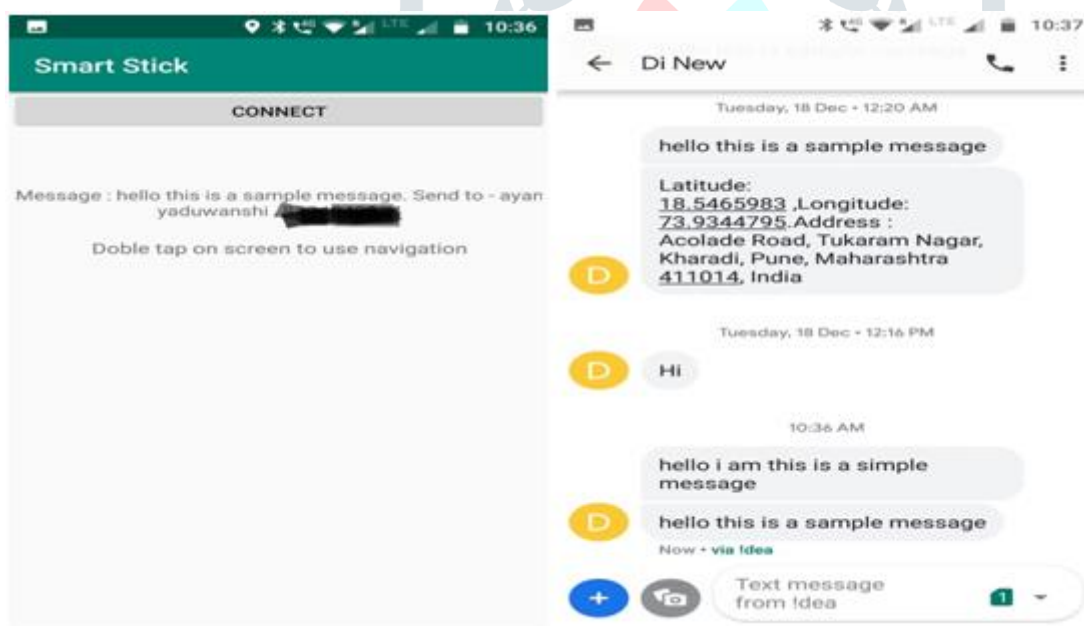 LTE 10:36
Smart Stick
CONNECT
Message : hello this is a sample message. Send to - ayan
yaduwanshi
Doble tap on screen to use navigation
LTE 10:37
Di New
Tuesday, 18 Dec • 12:20 AM
hello this is a sample message
Latitude:
18.5465983 ,Longitude:
73.9344795.Address :
Acolade Road, Tukaram Nagar,
Kharadi, Pune, Maharashtra
411014, India
D
Tuesday, 18 Dec • 12:16 PM
D
Hi
10:36 AM
hello i am this is a simple
message
D
hello this is a sample message
Now • via !dea
Text message
from !dea
1